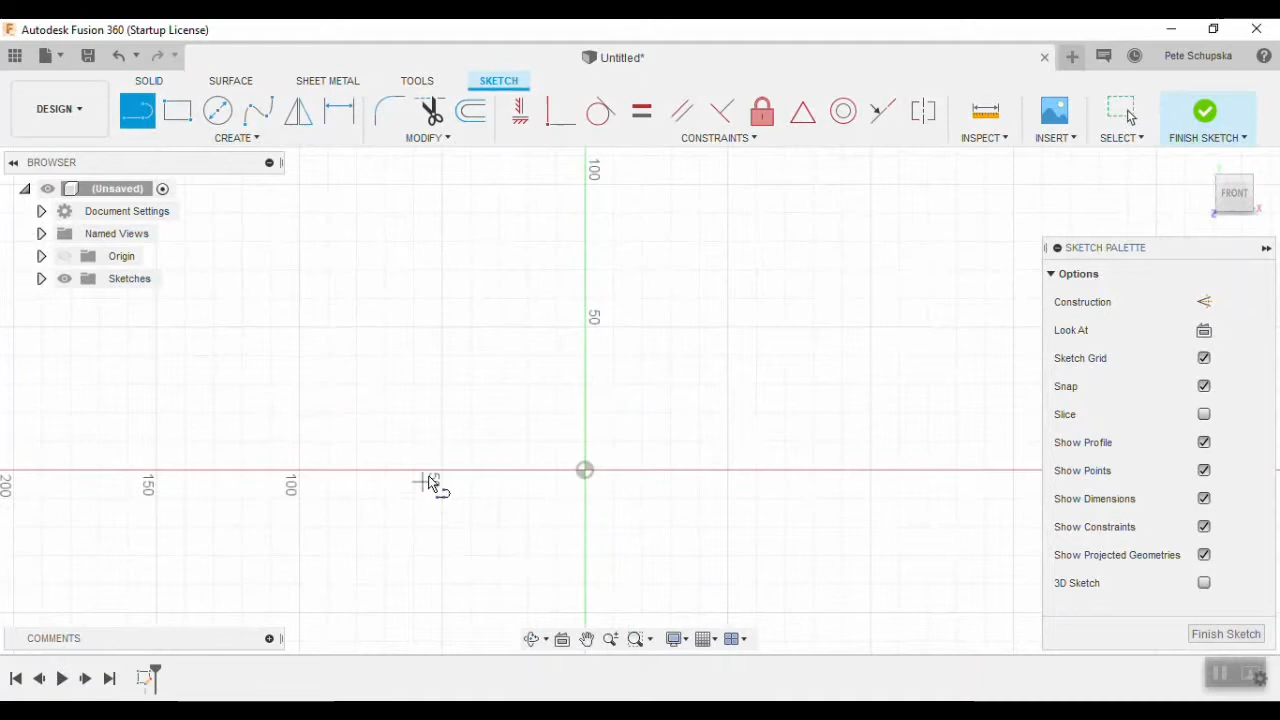 Autodesk Fusion 360 (Startup License)
Untitled*
Pete Schupska
DESIGN
SOLID
SURFACE
SHEET METAL
TOOLS
SKETCH
CREATE
MODIFY
CONSTRAINTS
INSPECT
INSERT
SELECT
FINISH SKETCH
BROWSER
(Unsaved)
Document Settings
Named Views
Origin
Sketches
100
50
200
150
100
FRONT
X
SKETCH PALETTE
Options
Construction
Look At
Sketch Grid
Snap
Slice
Show Profile
Show Points
Show Dimensions
Show Constraints
Show Projected Geometries
3D Sketch
Finish Sketch
COMMENTS